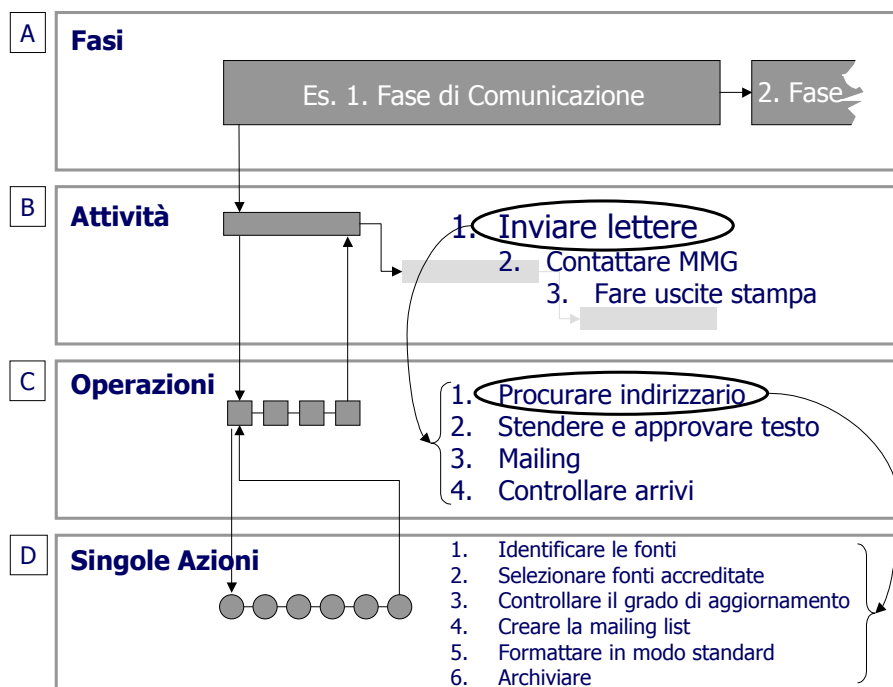 A
Fasi
Es. 1. Fase di Comunicazione
2. Fase
B
Attività
1. Inviare lettere
2. Contattare MMG
3. Fare uscite stampa
C
Operazioni
1. Procurare indirizzario
2. Stendere e approvare testo
3. Mailing
4. Controllare arrivi
D
Singole Azioni
1. Identificare le fonti
2. Selezionare fonti accreditate
3. Controllare il grado di aggiornamento
4. Creare la mailing list
5. Formattare in modo standard
6. Archiviare